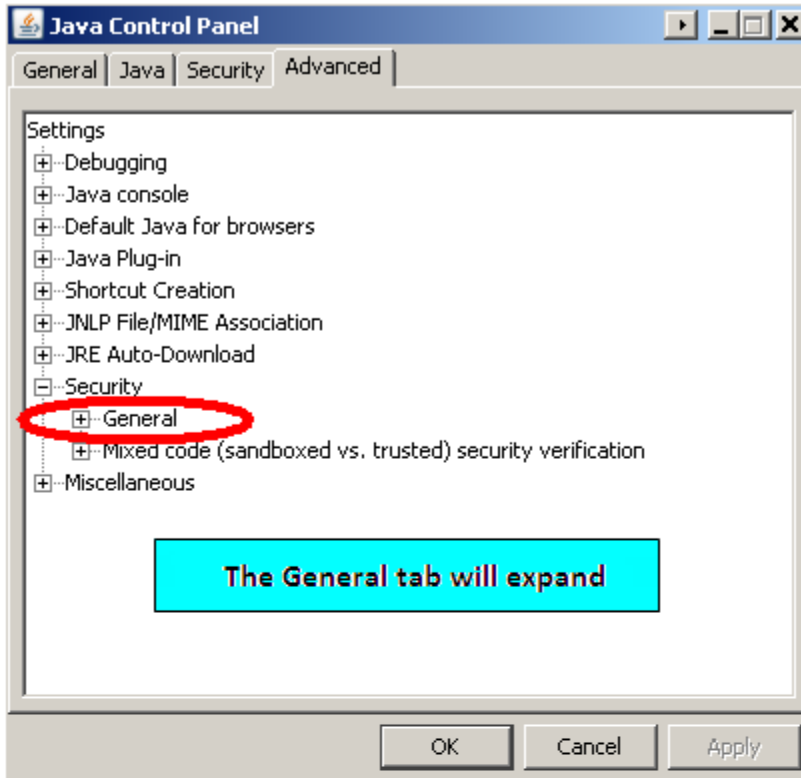 Java Control Panel
General Java Security Advanced
Settings
Debugging
Java console
Default Java for browsers
Java Plug-in
Shortcut Creation
JNLP File/MIME Association
JRE Auto-Download
Security
General
Mixed code (sandboxed vs. trusted) security verification
Miscellaneous
The General tab will expand
OK Cancel Apply